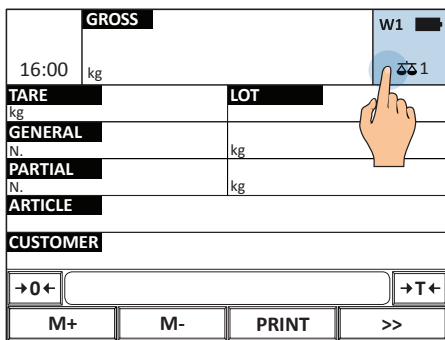 GROSS
W1
16:00
kg
1
TARE
LOT
kg
GENERAL
N.
kg
PARTIAL
N.
kg
ARTICLE
CUSTOMER
→0←
→T←
M+
M-
PRINT
>>